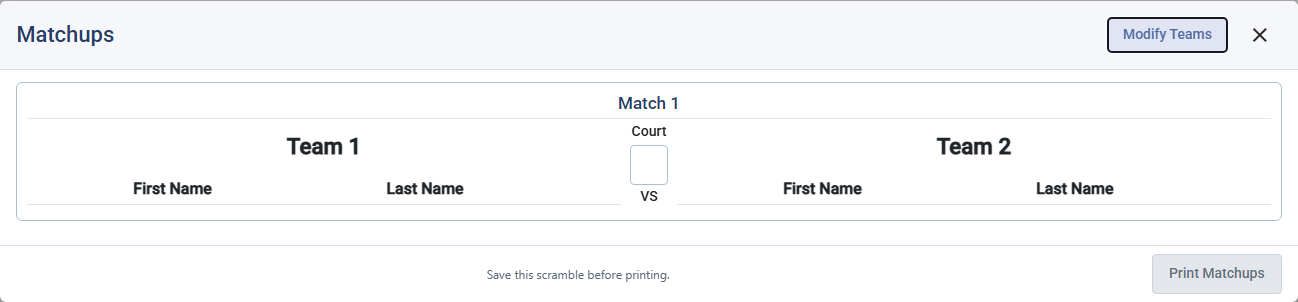 Matchups
Modify Teams
Match 1
Team 1
Court
Team 2
First Name
Last Name
VS
First Name
Last Name
Save this scramble before printing.
Print Matchups